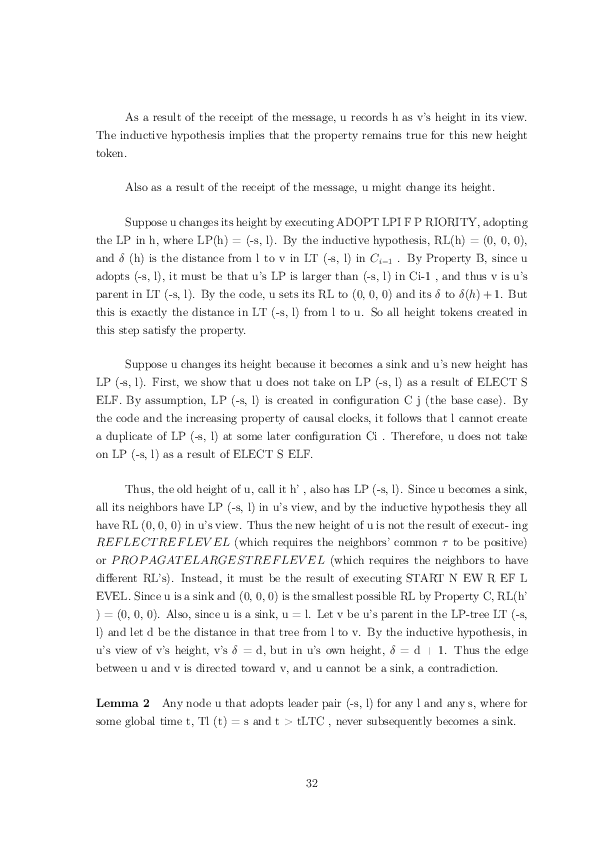 As a result of the receipt of the message, u records h as v's height in its view.
The inductive hypothesis implies that the property remains true for this new height
token.
Also as a result of the receipt of the message, u might change its height.
Suppose u changes its height by executing ADOPT LPI F P RIORITY, adopting
the LP in h, where LP(h) = (-s, l). By the inductive hypothesis, RL(h) = (0, 0, 0),
and δ (h) is the distance from l to v in LT (-s, l) in C_{i−1} . By Property B, since u
adopts (-s, l), it must be that u's LP is larger than (-s, l) in Ci-1 , and thus v is u's
parent in LT (-s, l). By the code, u sets its RL to (0, 0, 0) and its δ to δ(h) + 1. But
this is exactly the distance in LT (-s, l) from l to u. So all height tokens created in
this step satisfy the property.
Suppose u changes its height because it becomes a sink and u's new height has
LP (-s, l). First, we show that u does not take on LP (-s, l) as a result of ELECT S
ELF. By assumption, LP (-s, l) is created in configuration C j (the base case). By
the code and the increasing property of causal clocks, it follows that l cannot create
a duplicate of LP (-s, l) at some later configuration Ci . Therefore, u does not take
on LP (-s, l) as a result of ELECT S ELF.
Thus, the old height of u, call it h' , also has LP (-s, l). Since u becomes a sink,
all its neighbors have LP (-s, l) in u's view, and by the inductive hypothesis they all
have RL (0, 0, 0) in u's view. Thus the new height of u is not the result of execut- ing
REFLECTREFLEVEL (which requires the neighbors' common τ to be positive)
or PROPAGATELARGESTREFLEVEL (which requires the neighbors to have
different RL's). Instead, it must be the result of executing START N EW R EF L
EVEL. Since u is a sink and (0, 0, 0) is the smallest possible RL by Property C, RL(h'
) = (0, 0, 0). Also, since u is a sink, u = l. Let v be u's parent in the LP-tree LT (-s,
l) and let d be the distance in that tree from l to v. By the inductive hypothesis, in
u's view of v's height, v's δ = d, but in u's own height, δ = d + 1. Thus the edge
between u and v is directed toward v, and u cannot be a sink, a contradiction.
Lemma 2 Any node u that adopts leader pair (-s, l) for any l and any s, where for
some global time t, Tl (t) = s and t > tLTC , never subsequently becomes a sink.
32